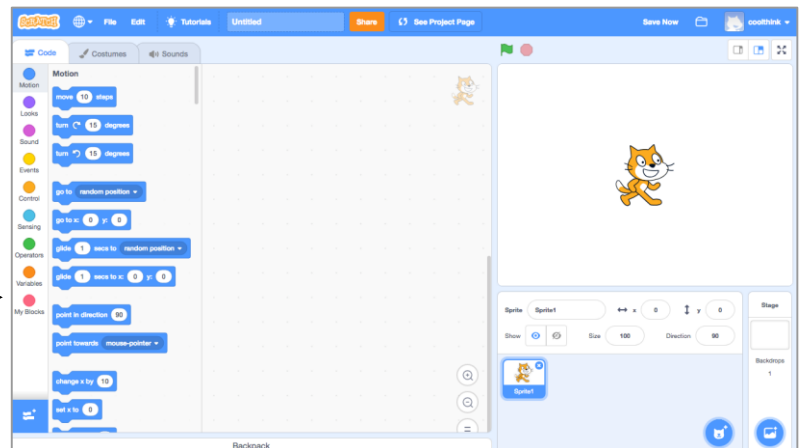 SCRATCH File Edit Tutorials Untitled Share See Project Page Save Now coolthink
Code Costumes Sounds
Motion
Looks
Sound
Events
Control
Sensing
Operators
Variables
My Blocks
Motion
move 10 steps
turn 15 degrees
turn 15 degrees
go to random position
go to x: 0 y: 0
glide 1 secs to random position
glide 1 secs to x: 0 y: 0
point in direction 90
point towards mouse-pointer
change x by 10
set x to 0
Backpack
Sprite Sprite1 x 0 y 0
Show Size 100 Direction 90
Sprite1
Stage
Backdrops
1